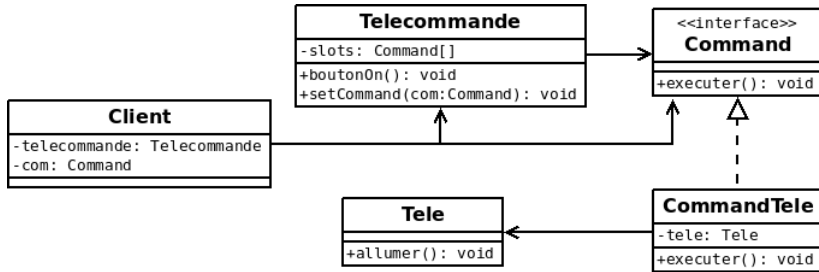 Telecommande
-slots: Command[]
+boutonOn(): void
+setCommand(com:Command): void
<<interface>>
Command
+executer(): void
Client
-telecommande: Telecommande
-com: Command
Tele
+allumer(): void
CommandTele
-tele: Tele
+executer(): void